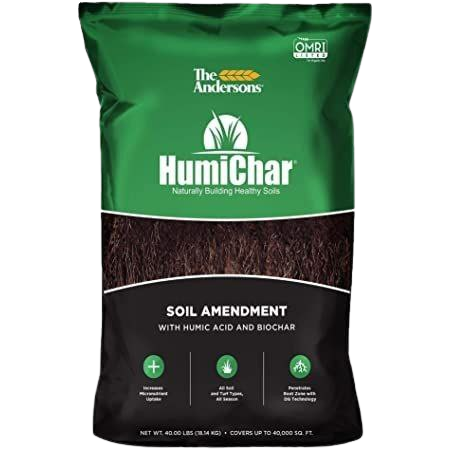 OMRI
LISTED
The
Andersons®
HumiChar®
Naturally Building Healthy Soils
SOIL AMENDMENT
WITH HUMIC ACID AND BIOCHAR
Increases
Micronutrient
Uptake
All Soil
and Turf Types,
All Season
Penetrates
Root Zone with
DG Technology
NET WT. 40.00 LBS (18.14 KG) • COVERS UP TO 40,000 SQ. FT.